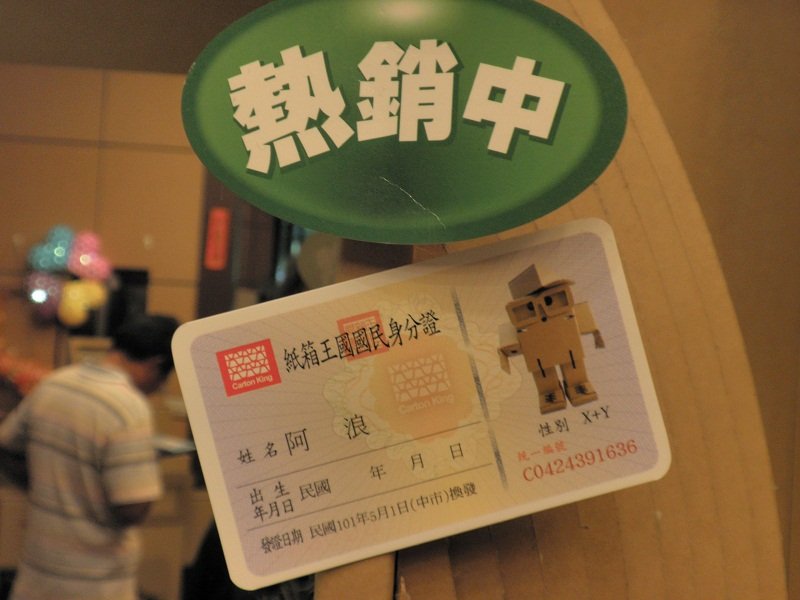 熱銷中
Carton King
紙箱王國國民身分證
Carton King
姓名 阿浪
出生年月日 民國 年 月 日
發證日期 民國101年5月1日(中市)換發
性別 X+Y
統一編號
C0424391636